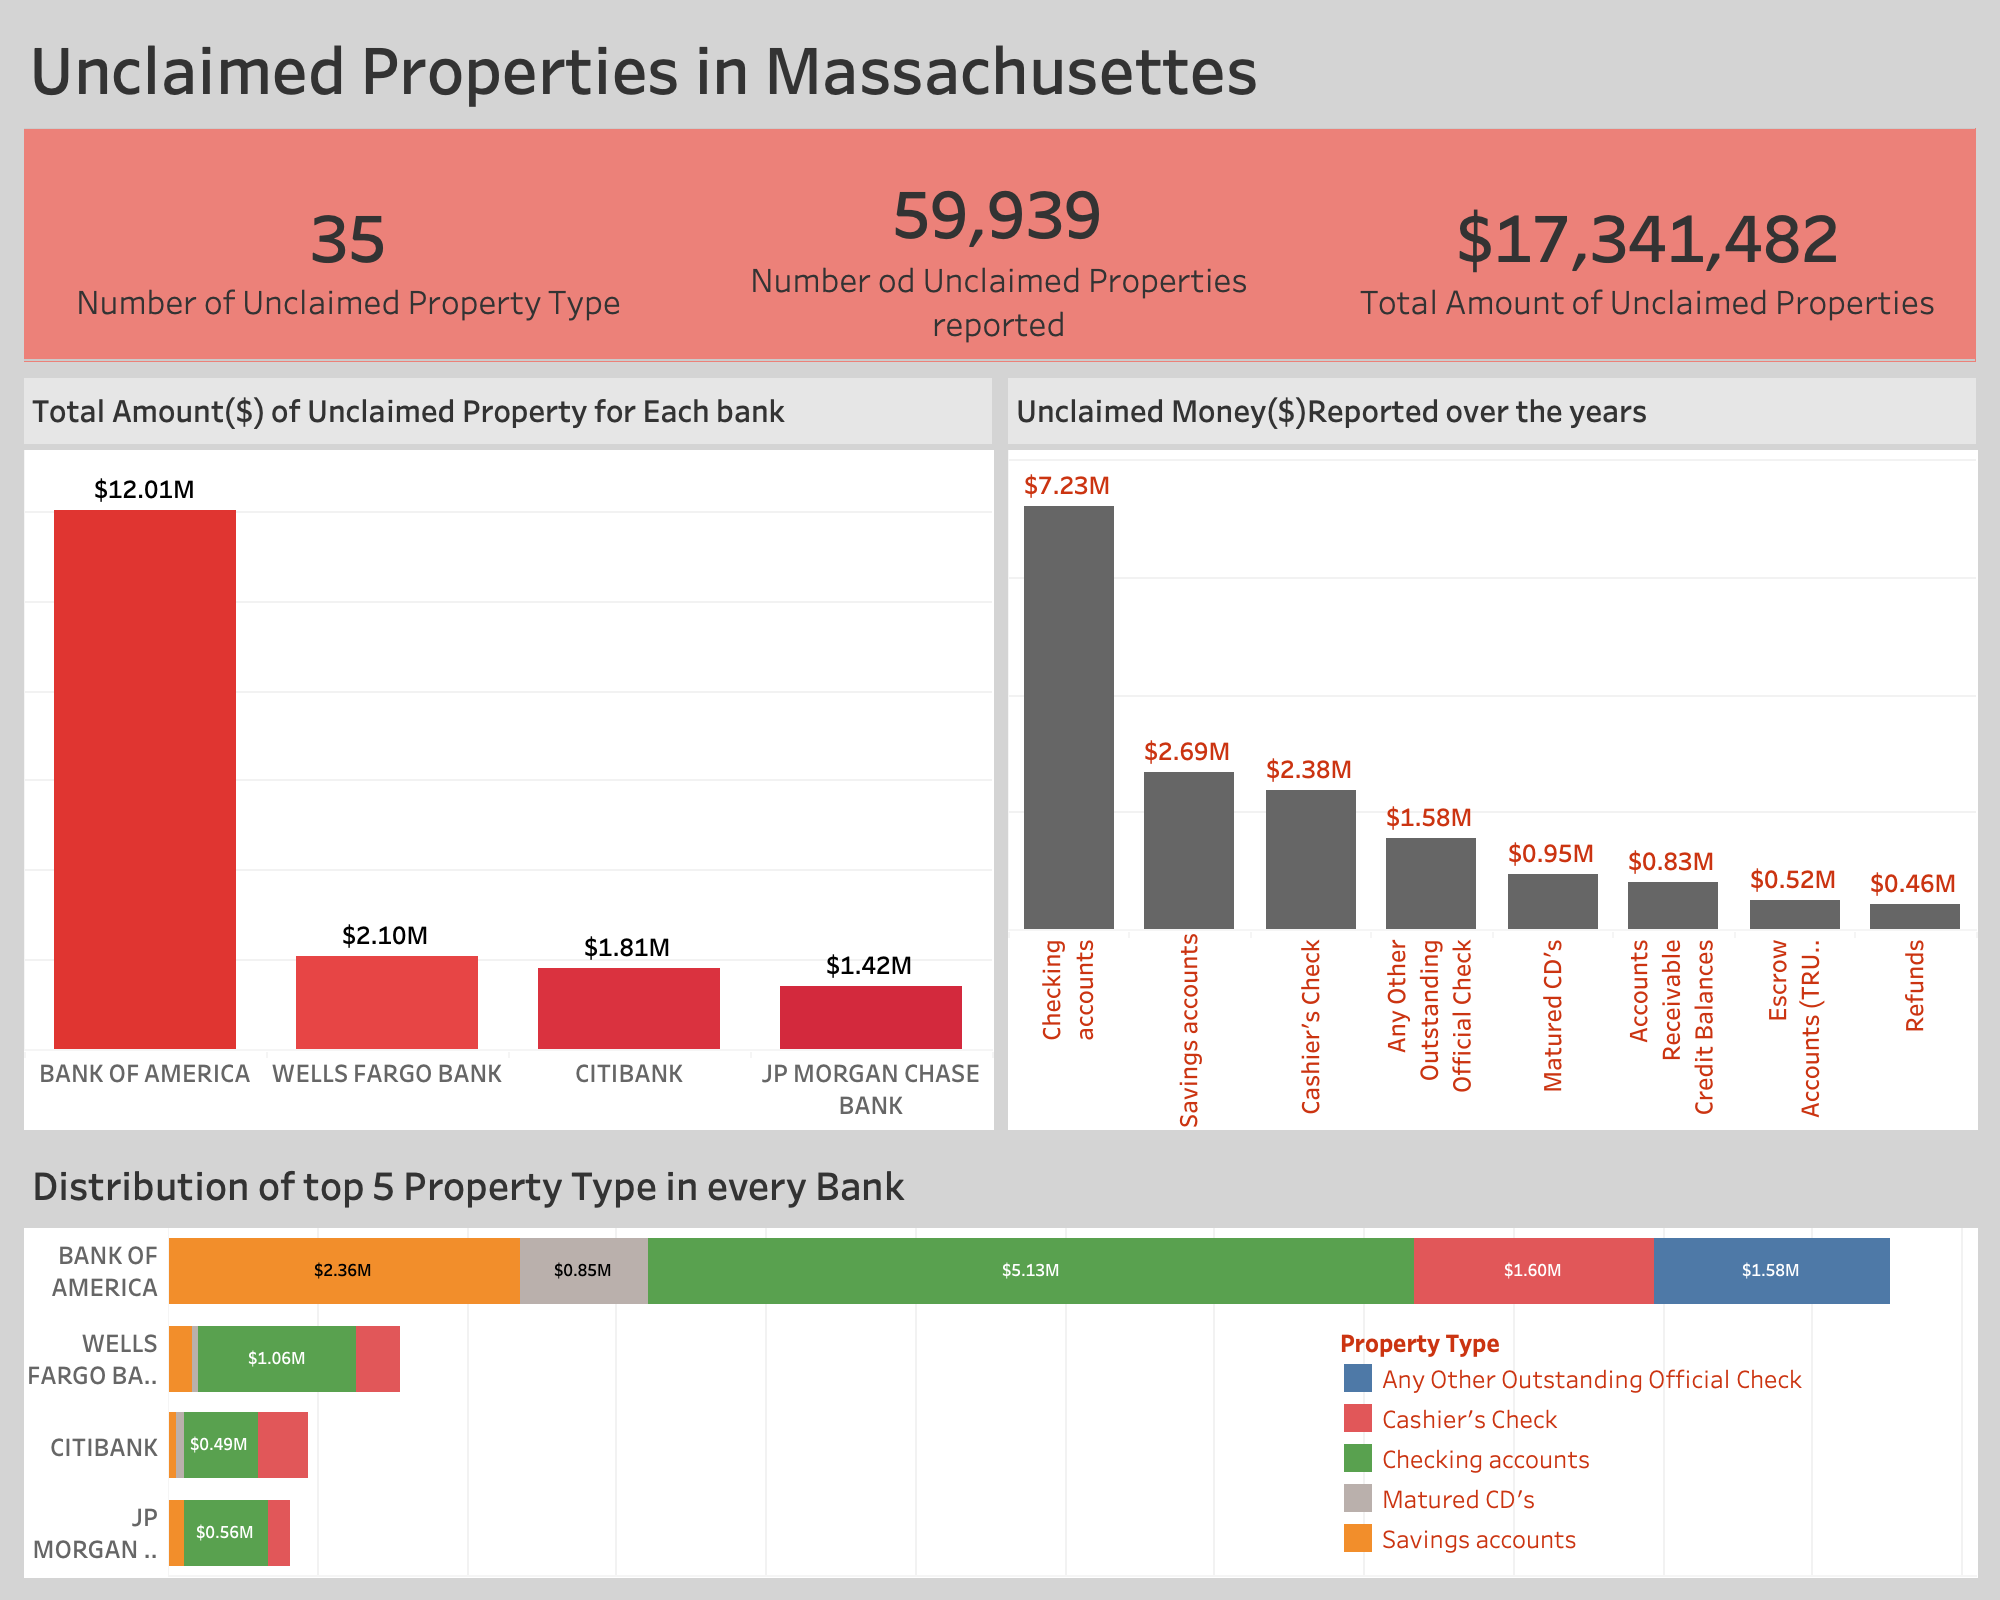 Unclaimed Properties in Massachusettes
35
Number of Unclaimed Property Type
59,939
Number od Unclaimed Properties
reported
$17,341,482
Total Amount of Unclaimed Properties
Total Amount($) of Unclaimed Property for Each bank
$12.01M
$2.10M
$1.81M
$1.42M
BANK OF AMERICA
WELLS FARGO BANK
CITIBANK
JP MORGAN CHASE
BANK
Unclaimed Money($)Reported over the years
$7.23M
$2.69M
$2.38M
$1.58M
$0.95M
$0.83M
$0.52M
$0.46M
Checking
accounts
Savings accounts
Cashier's Check
Any Other
Outstanding
Official Check
Matured CD's
Accounts
Receivable
Credit Balances
Escrow
Accounts (TRU..
Refunds
Distribution of top 5 Property Type in every Bank
BANK OF
AMERICA
$2.36M
$0.85M
$5.13M
$1.60M
$1.58M
WELLS
FARGO BA..
$1.06M
CITIBANK
$0.49M
JP
MORGAN ..
$0.56M
Property Type
Any Other Outstanding Official Check
Cashier's Check
Checking accounts
Matured CD's
Savings accounts